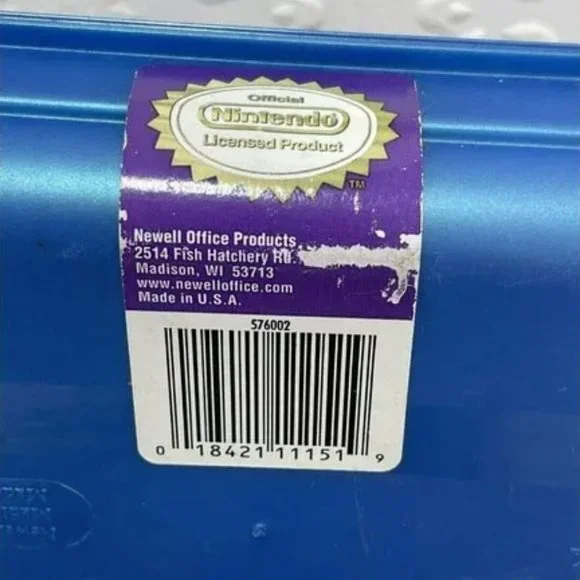 Official
Nintendo
Licensed Product
TM
Newell Office Products
2514 Fish Hatchery Rd.
Madison, WI 53713
www.newelloffice.com
Made in U.S.A.
576002
0 18421 11151 9